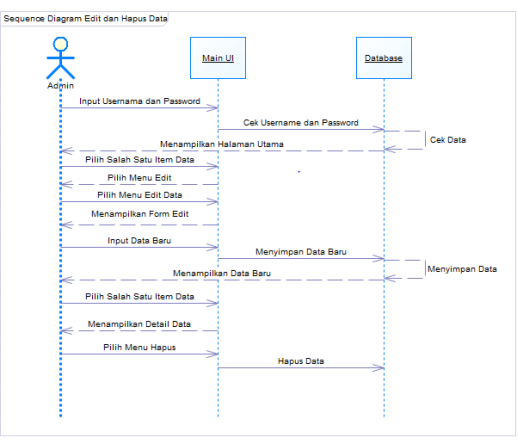 Sequence Diagram Edit dan Hapus Data
Main UI
Database
Admin
Input Usernama dan Password
Cek Username dan Password
Cek Data
Menampilkan Halaman Utama
Pilih Salah Satu Item Data
Pilih Menu Edit
Pilih Menu Edit Data
Menampilkan Form Edit
Input Data Baru
Menyimpan Data Baru
Menyimpan Data
Menampilkan Data Baru
Pilih Salah Satu Item Data
Menampilkan Detail Data
Pilih Menu Hapus
Hapus Data